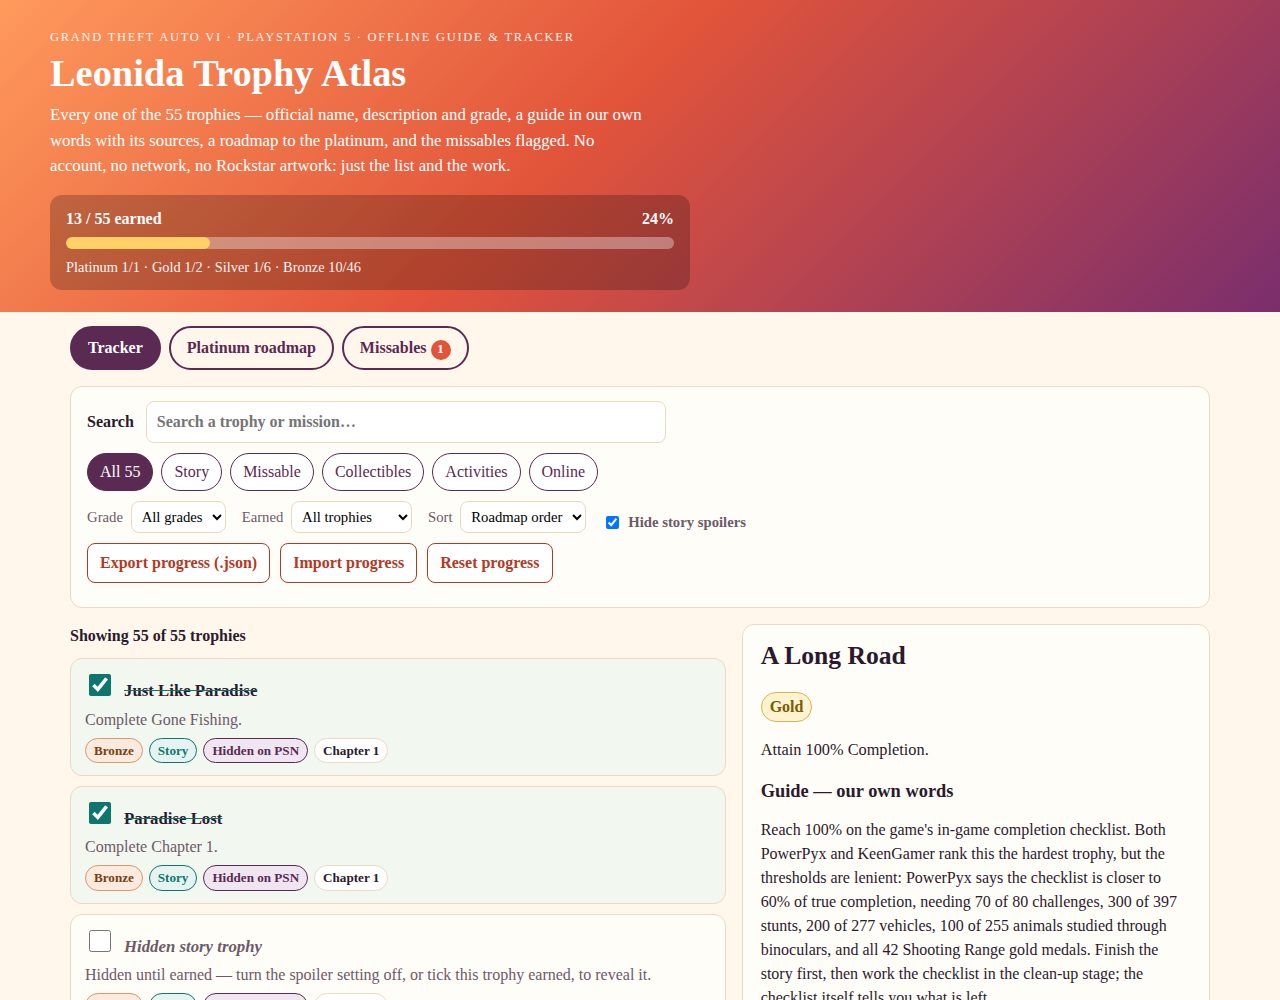 GRAND THEFT AUTO VI · PLAYSTATION 5 · OFFLINE GUIDE & TRACKER
Leonida Trophy Atlas
Every one of the 55 trophies — official name, description and grade, a guide in our own
words with its sources, a roadmap to the platinum, and the missables flagged. No
account, no network, no Rockstar artwork: just the list and the work.
13 / 55 earned 24%
Platinum 1/1 · Gold 1/2 · Silver 1/6 · Bronze 10/46
Tracker Platinum roadmap Missables 1
Search Search a trophy or mission…
All 55 Story Missable Collectibles Activities Online
Grade All grades Earned All trophies Sort Roadmap order Hide story spoilers
Export progress (.json) Import progress Reset progress
Showing 55 of 55 trophies
Just Like Paradise
Complete Gone Fishing.
Bronze Story Hidden on PSN Chapter 1
Paradise Lost
Complete Chapter 1.
Bronze Story Hidden on PSN Chapter 1
Hidden story trophy
Hidden until earned — turn the spoiler setting off, or tick this trophy earned, to reveal it.
A Long Road
Gold
Attain 100% Completion.
Guide — our own words
Reach 100% on the game's in-game completion checklist. Both
PowerPyx and KeenGamer rank this the hardest trophy, but the
thresholds are lenient: PowerPyx says the checklist is closer to
60% of true completion, needing 70 of 80 challenges, 300 of 397
stunts, 200 of 277 vehicles, 100 of 255 animals studied through
binoculars, and all 42 Shooting Range gold medals. Finish the
story first, then work the checklist in the clean-up stage; the
checklist itself tells you what is left.